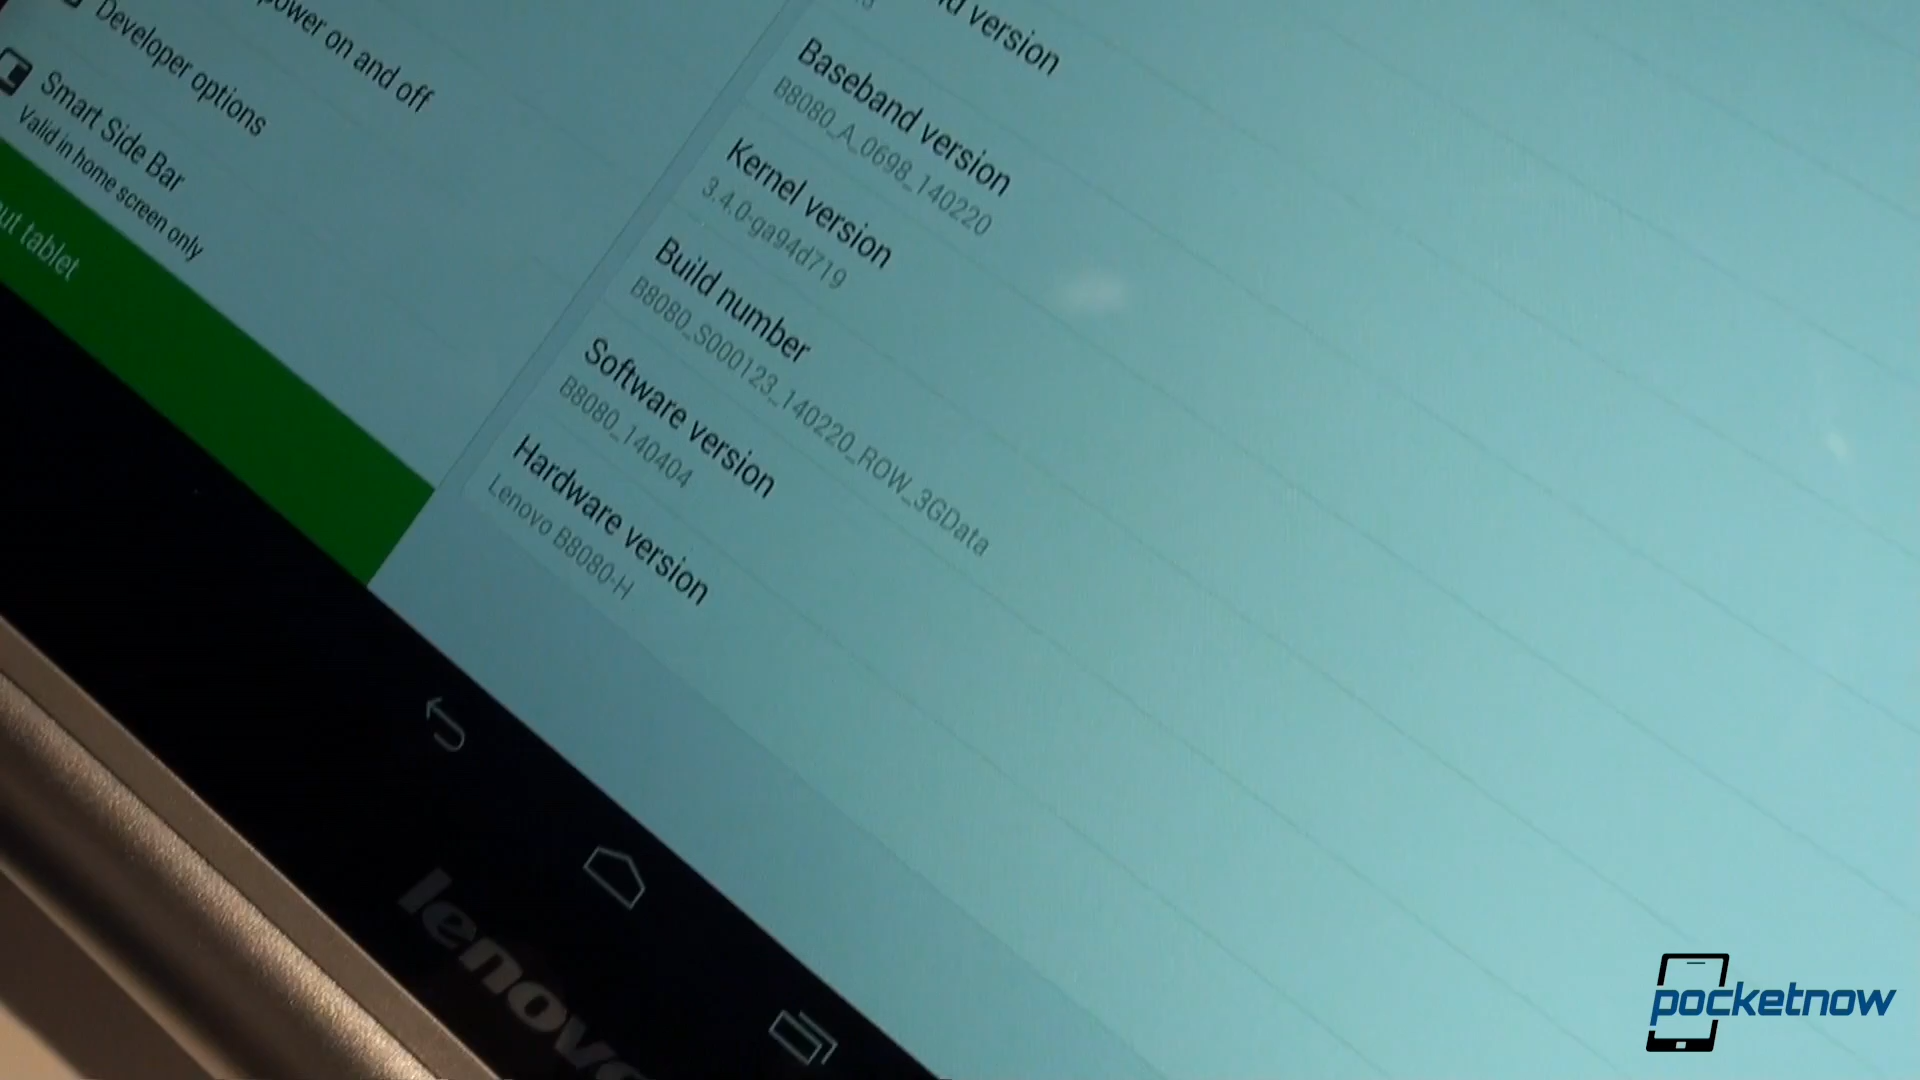 power on and off
Developer options
Smart Side Bar
Valid in home screen only
tablet
version
Baseband version
B8080_A_0698_140220
Kernel version
3.4.0-ga94d719
Build number
B8080_S000123_140220_ROW_3GData
Software version
B8080_140404
Hardware version
Lenovo B8080-H
lenovo
pocketnow